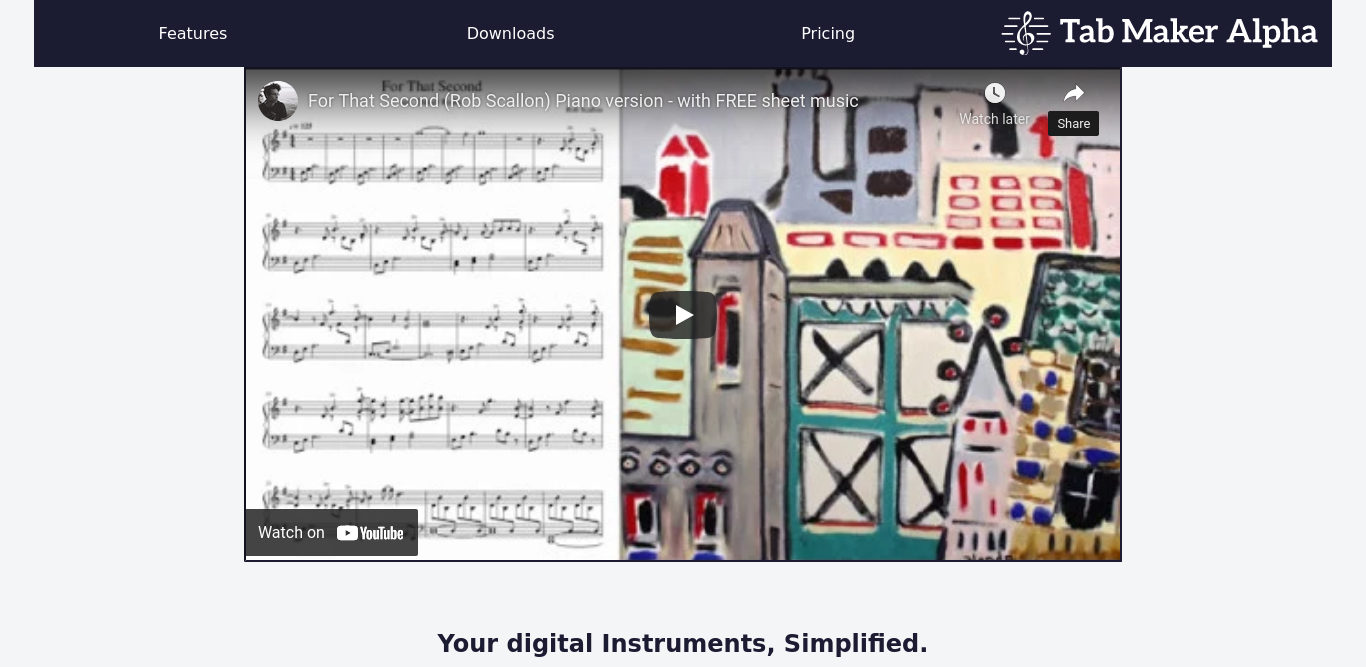 Features
Downloads
Pricing
Tab Maker Alpha
For That Second
For That Second (Rob Scallon) Piano version - with FREE sheet music
Watch later
Share
Watch on YouTube
Your digital Instruments, Simplified.